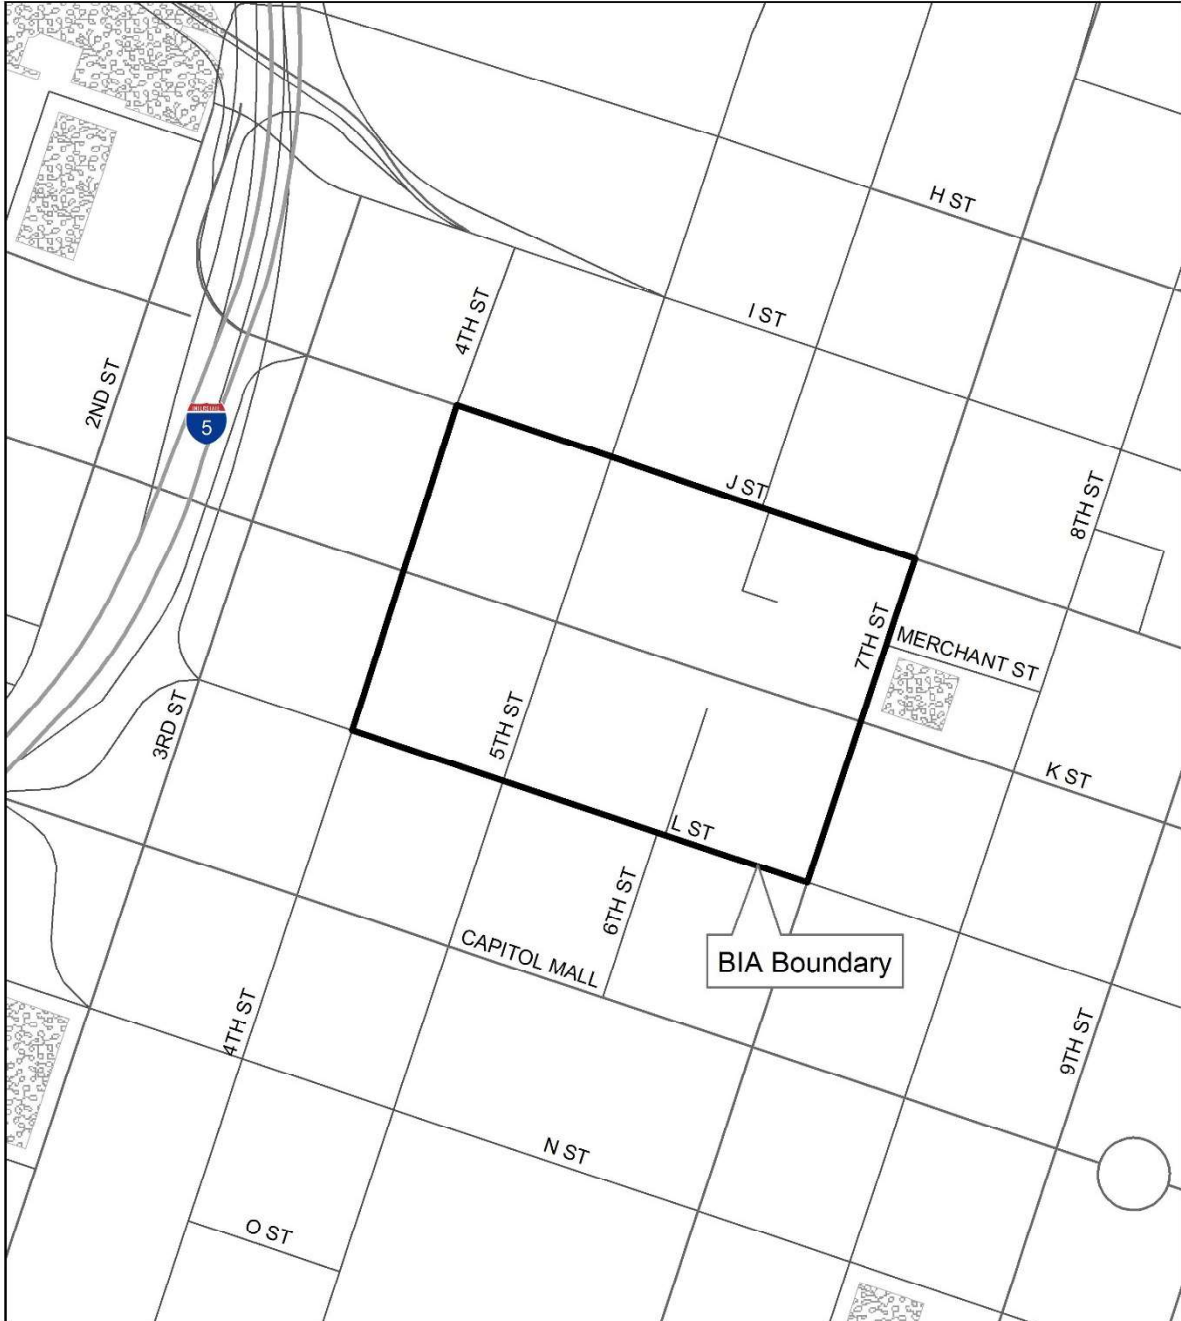 H ST
I ST
4TH ST
2ND ST
5
J ST
8TH ST
7TH ST
MERCHANT ST
3RD ST
5TH ST
K ST
L ST
6TH ST
CAPITOL MALL
BIA Boundary
4TH ST
9TH ST
N ST
O ST